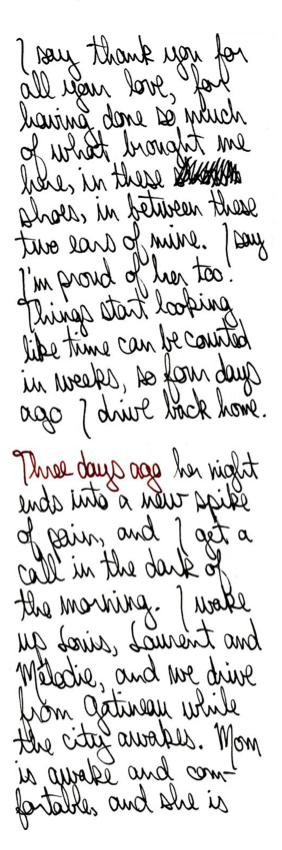 I say thank you for
all your love, for
having done so much
of what brought me
here, in these
shoes, in between these
two ears of mine. I say
I'm proud of her too.
Things start looking
like time can be counted
in weeks, so four days
ago I drive back home.
Three days ago her night
ends into a new spike
of pain, and I get a
call in the dark of
the morning. I wake
up Louis, Laurent and
Mélodie, and we drive
from Gatineau while
the city awakes. Mom
is awake and com-
fortable, and she is